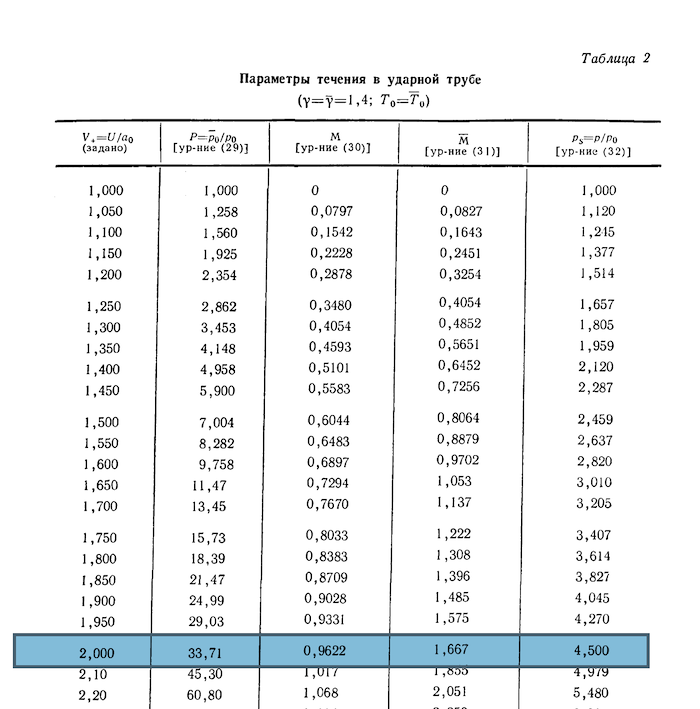 Таблица 2
Параметры течения в ударной трубе
(γ=γ̅=1,4; T₀=T̅₀)
V₊=U/a₀ P=p̅₀/p₀ M M̅ pₛ=p/p₀
(задано) [ур-ние (29)] [ур-ние (30)] [ур-ние (31)] [ур-ние (32)]
1,000 1,000 0 0 1,000
1,050 1,258 0,0797 0,0827 1,120
1,100 1,560 0,1542 0,1643 1,245
1,150 1,925 0,2228 0,2451 1,377
1,200 2,354 0,2878 0,3254 1,514
1,250 2,862 0,3480 0,4054 1,657
1,300 3,453 0,4054 0,4852 1,805
1,350 4,148 0,4593 0,5651 1,959
1,400 4,958 0,5101 0,6452 2,120
1,450 5,900 0,5583 0,7256 2,287
1,500 7,004 0,6044 0,8064 2,459
1,550 8,282 0,6483 0,8879 2,637
1,600 9,758 0,6897 0,9702 2,820
1,650 11,47 0,7294 1,053 3,010
1,700 13,45 0,7670 1,137 3,205
1,750 15,73 0,8033 1,222 3,407
1,800 18,39 0,8383 1,308 3,614
1,850 21,47 0,8709 1,396 3,827
1,900 24,99 0,9028 1,485 4,045
1,950 29,03 0,9331 1,575 4,270
2,000 33,71 0,9622 1,667 4,500
2,10 45,30 1,017 1,855 4,979
2,20 60,80 1,068 2,051 5,480